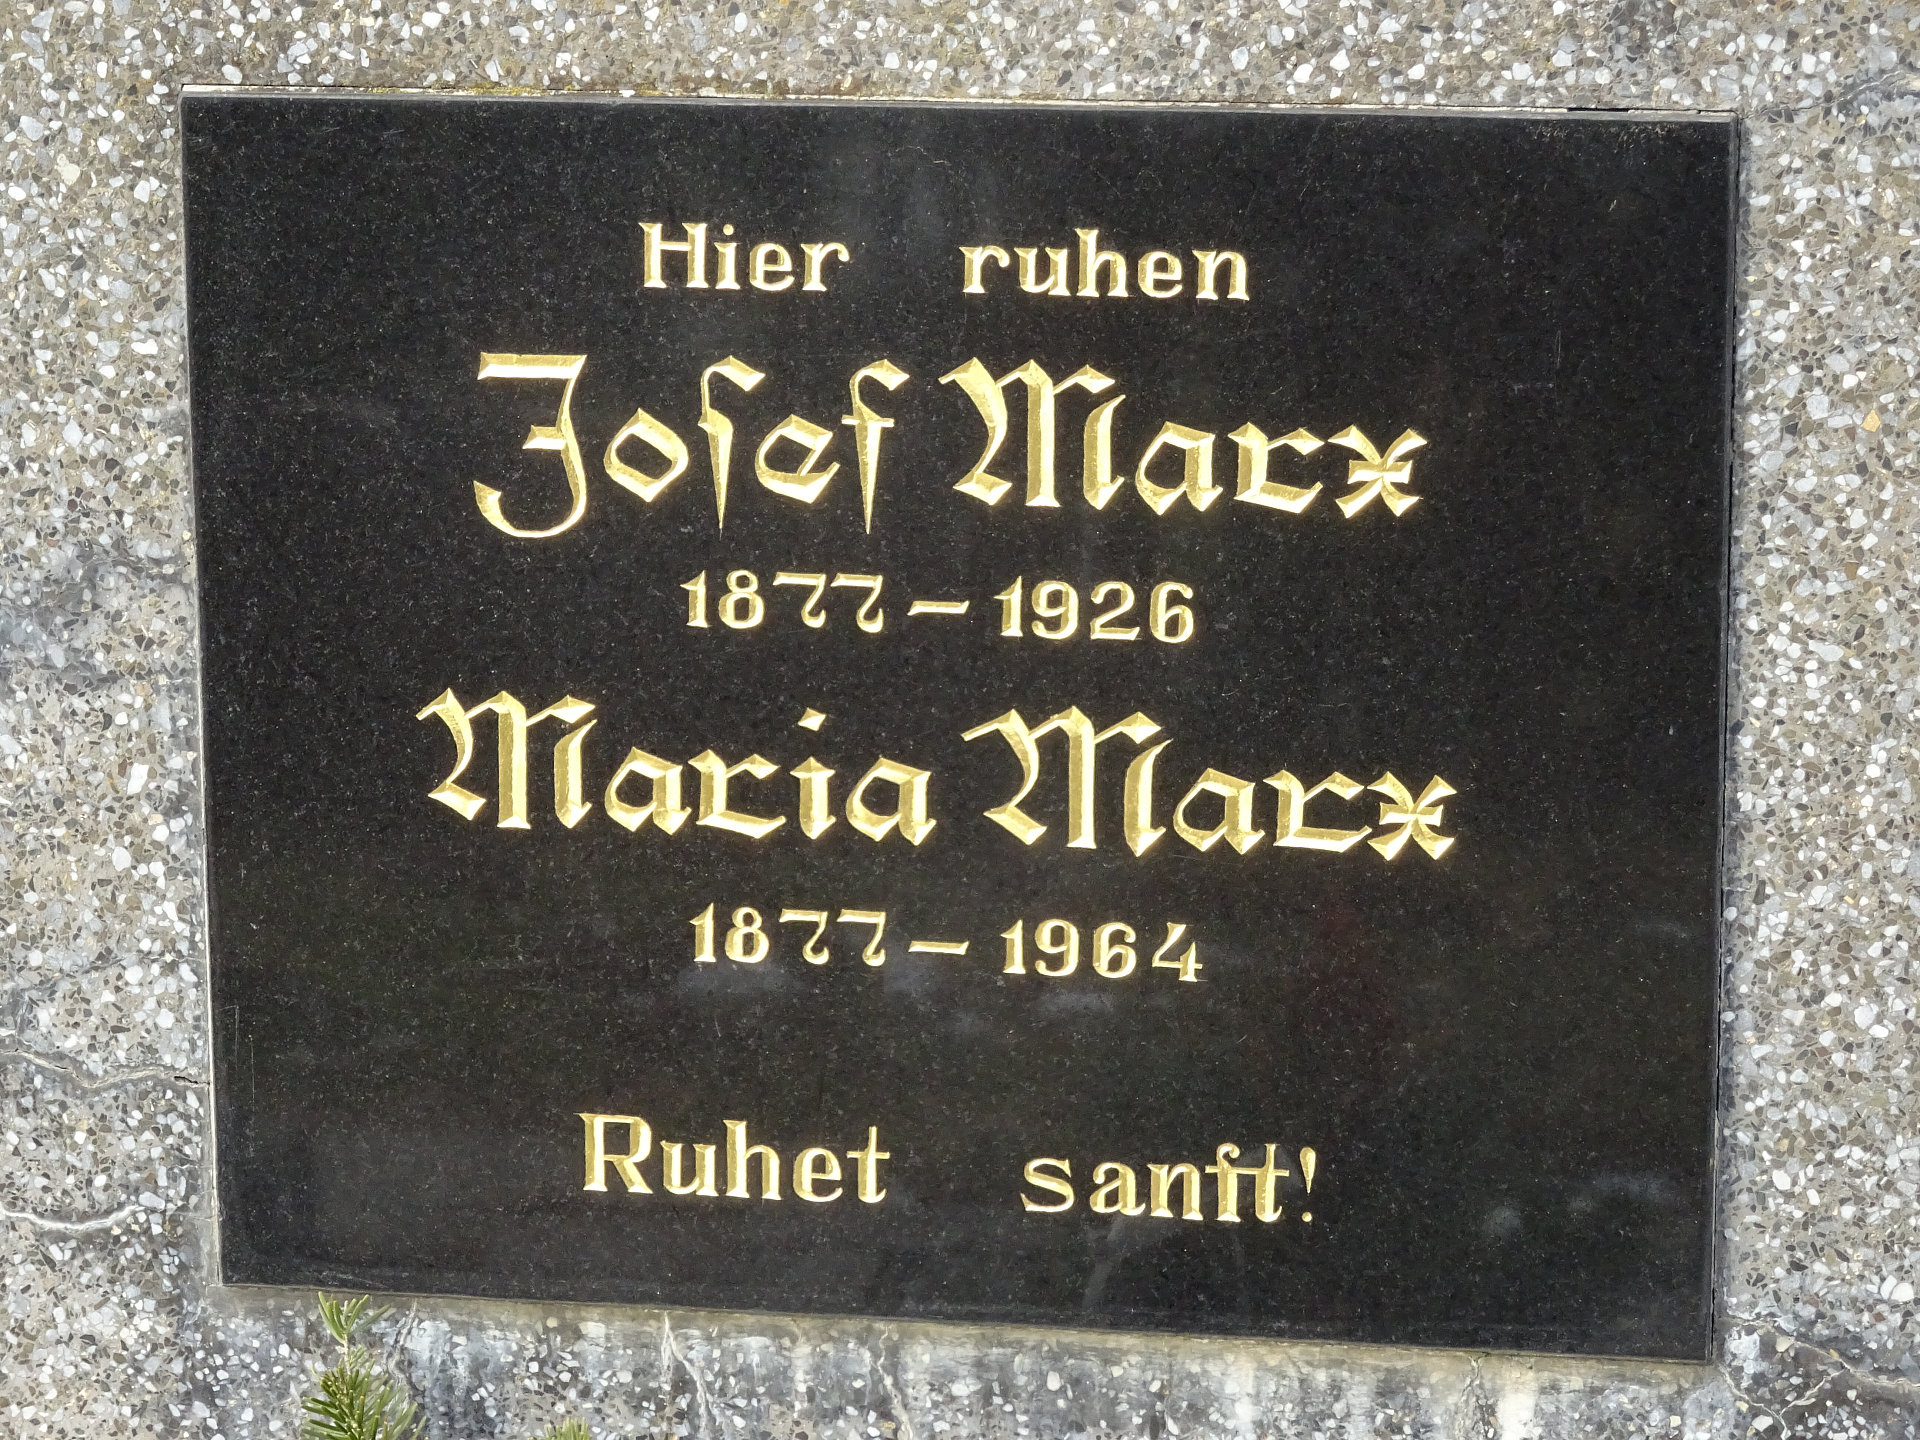 Hier ruhen
Joſef Marx
1877 – 1926
Maria Marx
1877 – 1964
Ruhet sanft!